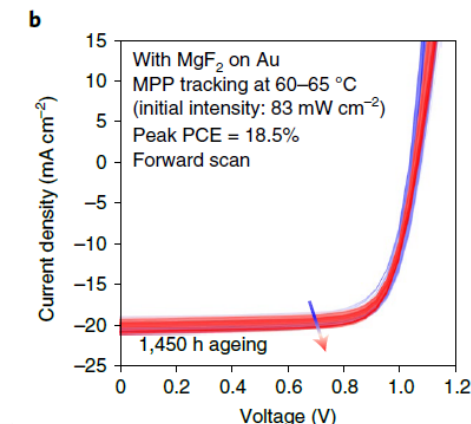 b
15
10
5
0
−5
−10
−15
−20
−25
Current density (mA cm⁻²)
With MgF₂ on Au
MPP tracking at 60–65 °C
(initial intensity: 83 mW cm⁻²)
Peak PCE = 18.5%
Forward scan
1,450 h ageing
0 0.2 0.4 0.6 0.8 1.0 1.2
Voltage (V)